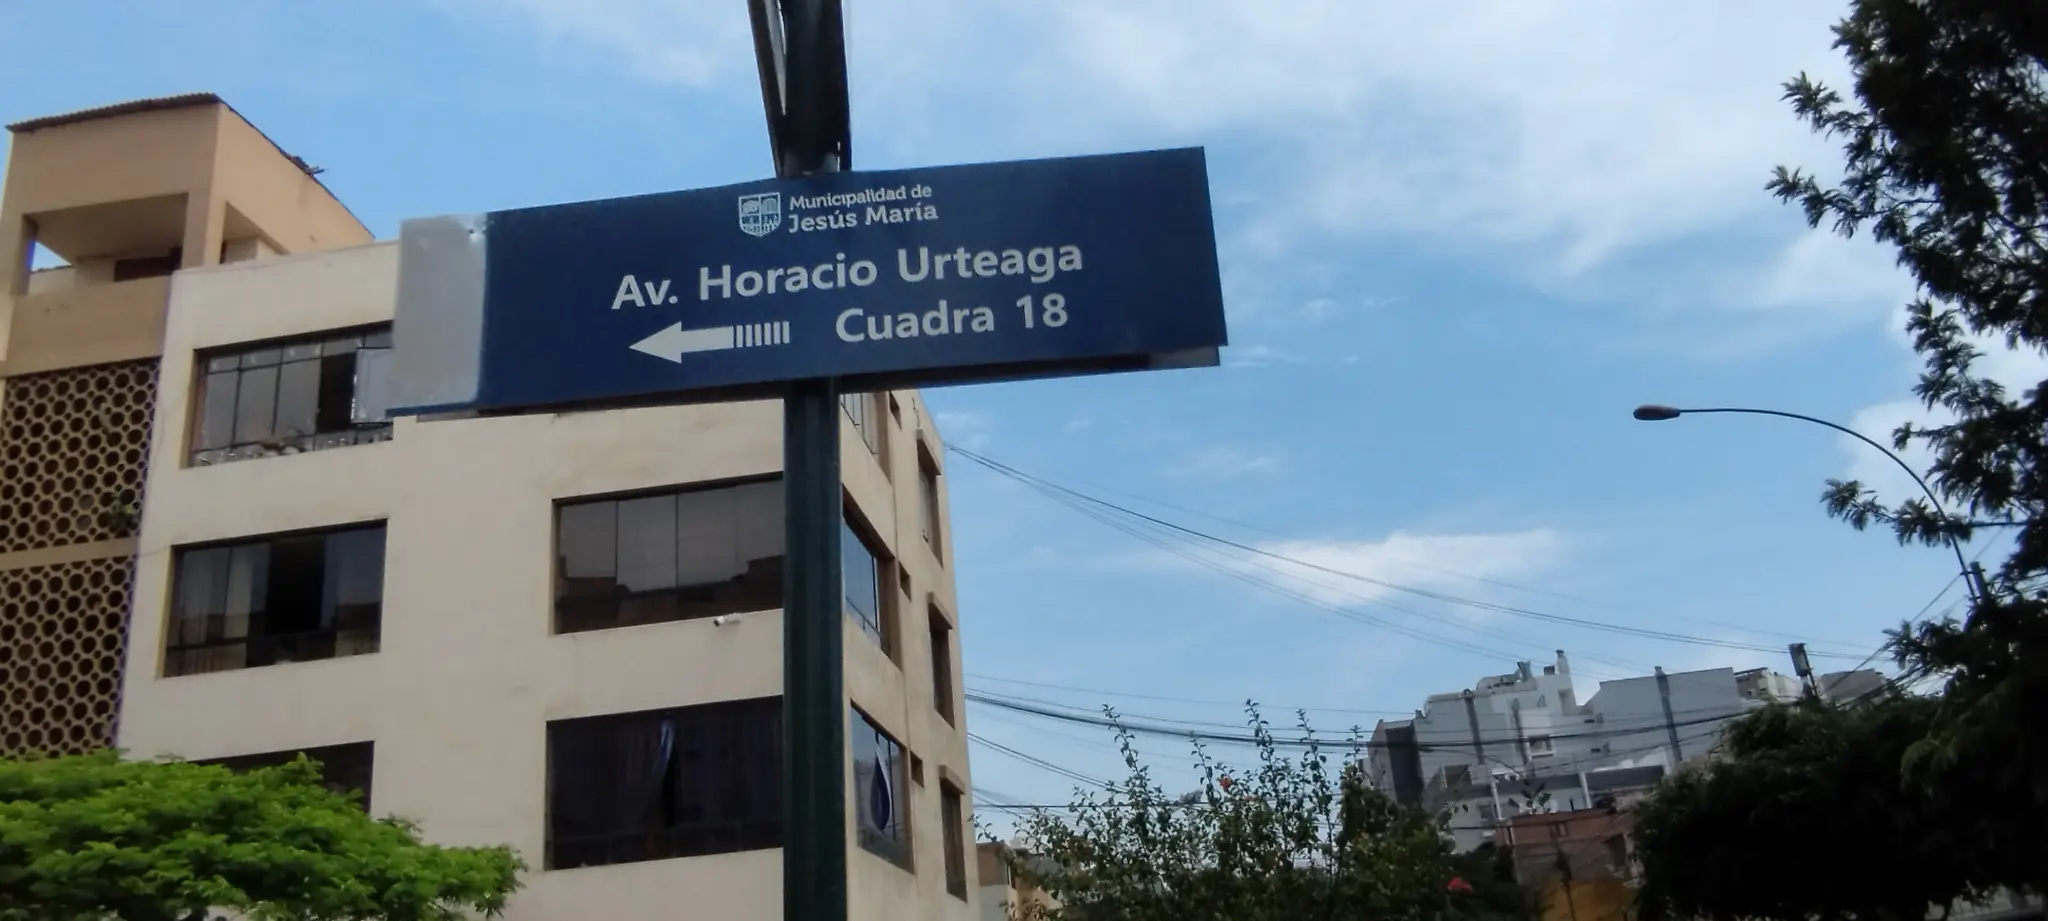 Municipalidad de
Jesús María
Av. Horacio Urteaga
Cuadra 18